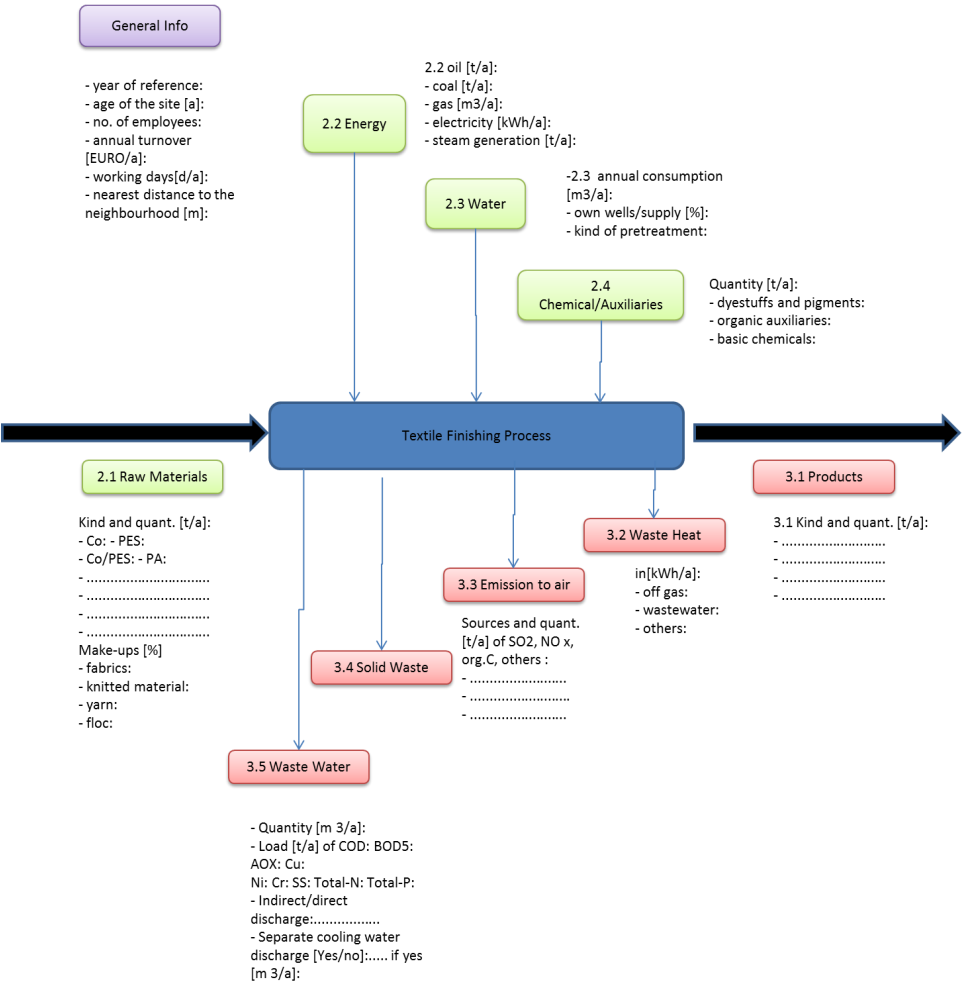 General Info
- year of reference:
- age of the site [a]:
- no. of employees:
- annual turnover
[EURO/a]:
- working days[d/a]:
- nearest distance to the
neighbourhood [m]:
2.2 Energy
2.2 oil [t/a]:
- coal [t/a]:
- gas [m3/a]:
- electricity [kWh/a]:
- steam generation [t/a]:
2.3 Water
-2.3 annual consumption
[m3/a]:
- own wells/supply [%]:
- kind of pretreatment:
2.4
Chemical/Auxiliaries
Quantity [t/a]:
- dyestuffs and pigments:
- organic auxiliaries:
- basic chemicals:
Textile Finishing Process
2.1 Raw Materials
Kind and quant. [t/a]:
- Co: - PES:
- Co/PES: - PA:
- ..................................
- ..................................
- ..................................
- ..................................
Make-ups [%]
- fabrics:
- knitted material:
- yarn:
- floc:
3.1 Products
3.1 Kind and quant. [t/a]:
- .............................
- .............................
- .............................
- .............................
3.2 Waste Heat
in[kWh/a]:
- off gas:
- wastewater:
- others:
3.3 Emission to air
Sources and quant.
[t/a] of SO2, NO x,
org.C, others :
- ...........................
- ............................
- ...........................
3.4 Solid Waste
3.5 Waste Water
- Quantity [m 3/a]:
- Load [t/a] of COD: BOD5:
AOX: Cu:
Ni: Cr: SS: Total-N: Total-P:
- Indirect/direct
discharge:..................
- Separate cooling water
discharge [Yes/no]:..... if yes
[m 3/a]: